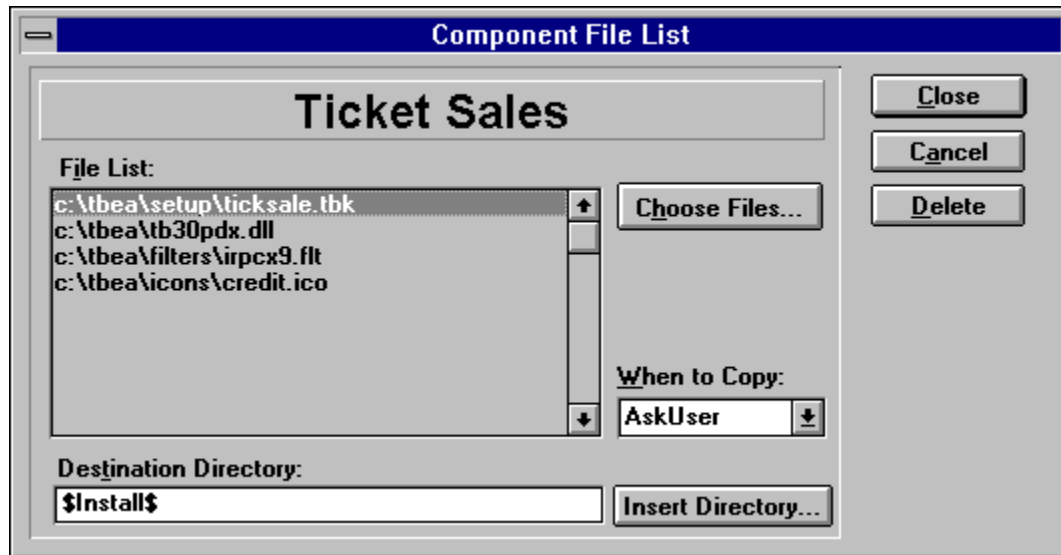 Component File List
Ticket Sales
File List:
c:\tbea\setup\ticksale.tbk
c:\tbea\tb30pdx.dll
c:\tbea\filters\irpcx9.flt
c:\tbea\icons\credit.ico
Choose Files...
When to Copy:
AskUser
Destination Directory:
$Install$
Insert Directory...
Close
Cancel
Delete